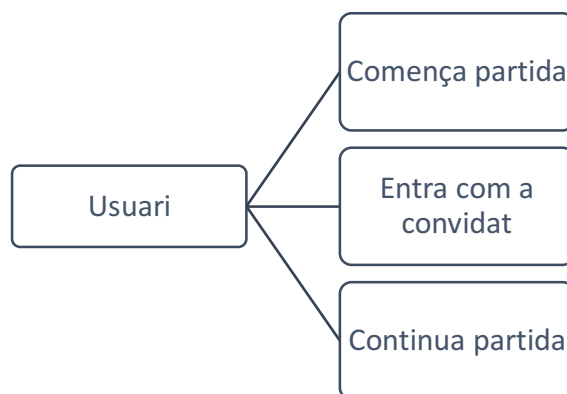 Comença partida
Usuari
Entra com a
convidat
Continua partida